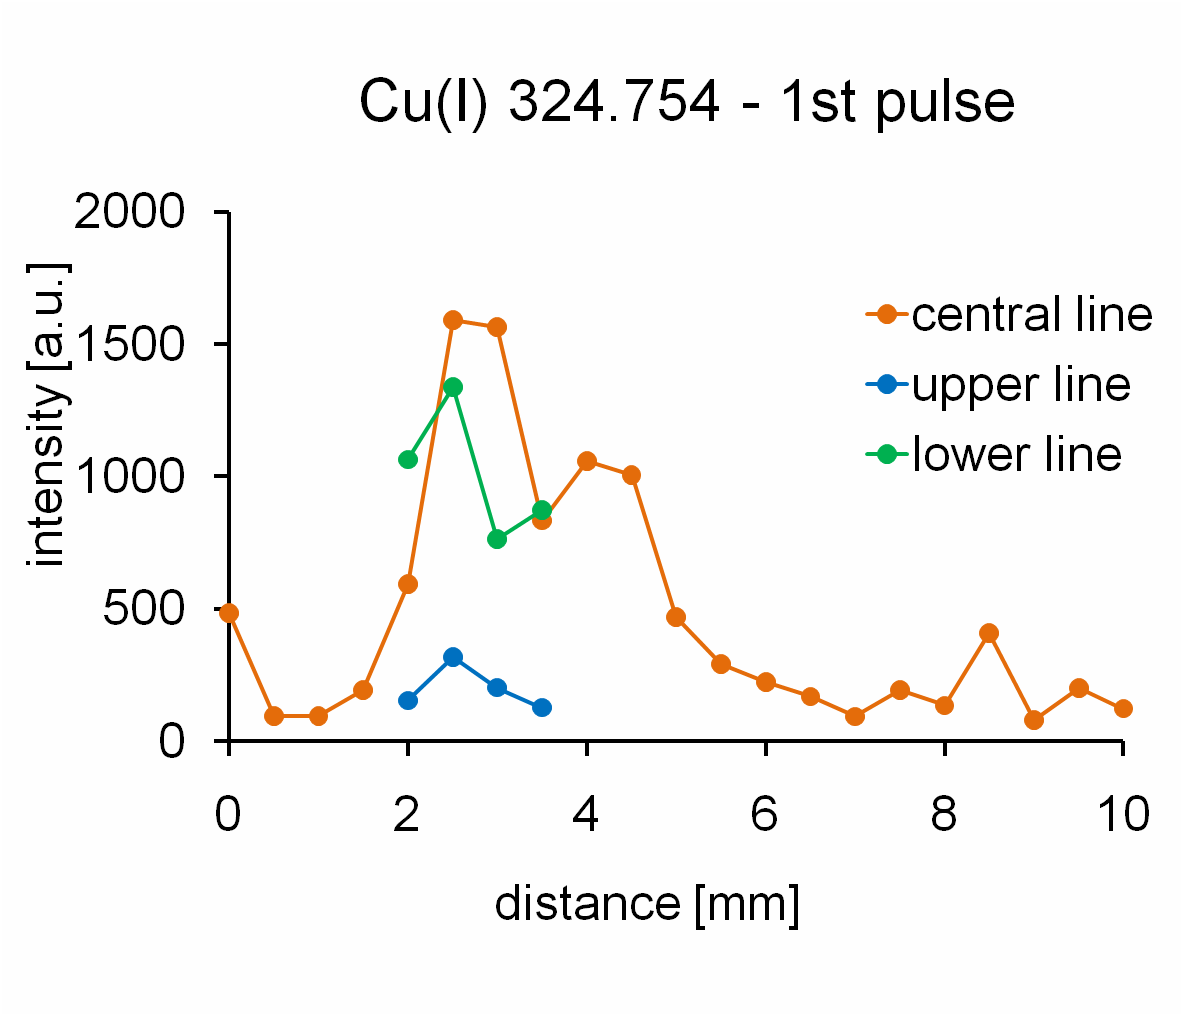 Cu(I) 324.754 - 1st pulse
2000
1500
1000
500
0
intensity [a.u.]
central line
upper line
lower line
0 2 4 6 8 10
distance [mm]